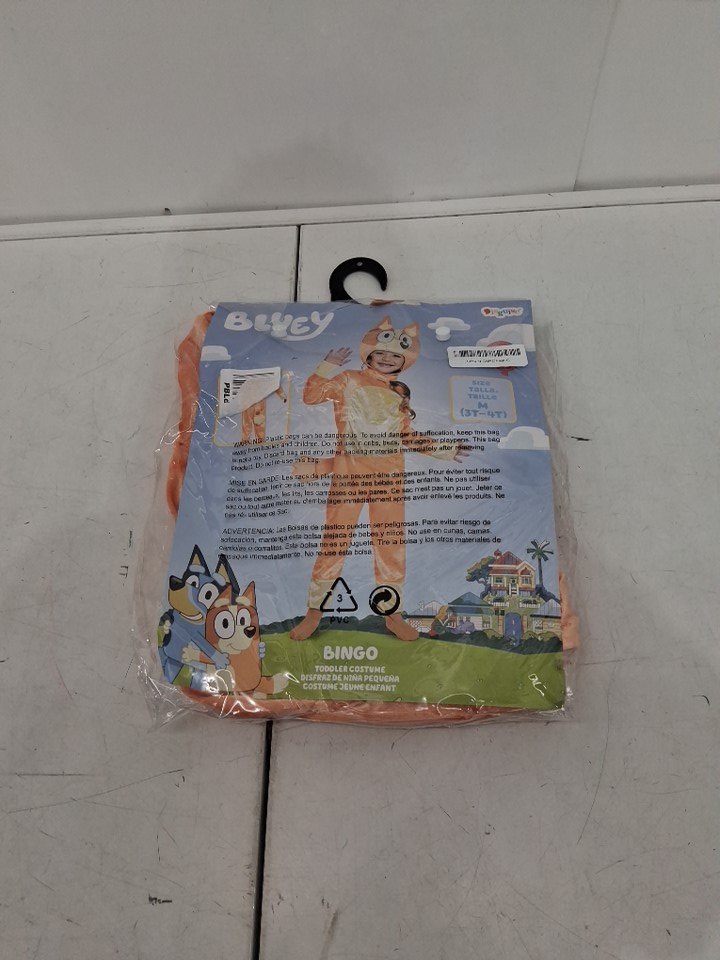 BLUEY
Disguise
SIZE
TALLA
TAILLE
M
(3T-4T)
PBLG
WARNING: Plastic bags can be dangerous. To avoid danger of suffocation, keep this bag
away from babies and children. Do not use in cribs, beds, carriages or playpens. This bag
is not a toy. Discard bag and any other packing materials immediately after removing
Product. Do not re use this bag.
MISE EN GARDE: Les sacs de plastique peuvent être dangereux. Pour éviter tout risque
de suffocation, tenir ce sac hors de la portée des bébés et des enfants. Ne pas utiliser
dans les berceaux, les lits, les carrosses ou les parcs. Ce sac n'est pas un jouet. Jeter ce
sac ou tout autre matériel d'emballage immédiatement après avoir enlevé les produits. Ne
pas ré-utiliser ce sac.
ADVERTENCIA: Las Bolsas de plastico pueden ser peligrosas. Para evitar riesgo de
sofocacion, mantenga esta bolsa alejada de bebes y niños. No use en cunas, camas,
carriolas o corralitos. Esta bolsa no es un juguete. Tire la bolsa y los otros materiales de
empaque immediatamente. No re-use ésta bolsa.
3
PVC
BINGO
TODDLER COSTUME
DISFRAZ DE NIÑA PEQUEÑA
COSTUME JEUNE ENFANT